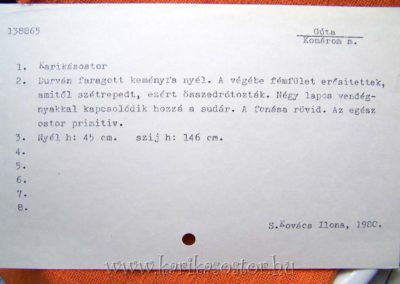 138865
Gúta
Komárom m.
1. Karikásostor
2. Durván faragott keményfa nyél. A végébe fémfület erősítettek,
amitől szétrepedt, ezért összedrótozták. Négy lapos vendég-
nyakkal kapcsolódik hozzá a sudár. A fonása rövid. Az egész
ostor primitiv.
3. Nyél h: 45 cm. szij h: 146 cm.
4.
5.
6.
7.
8.
S.Kovács Ilona, 1980.
www.karikasostor.hu